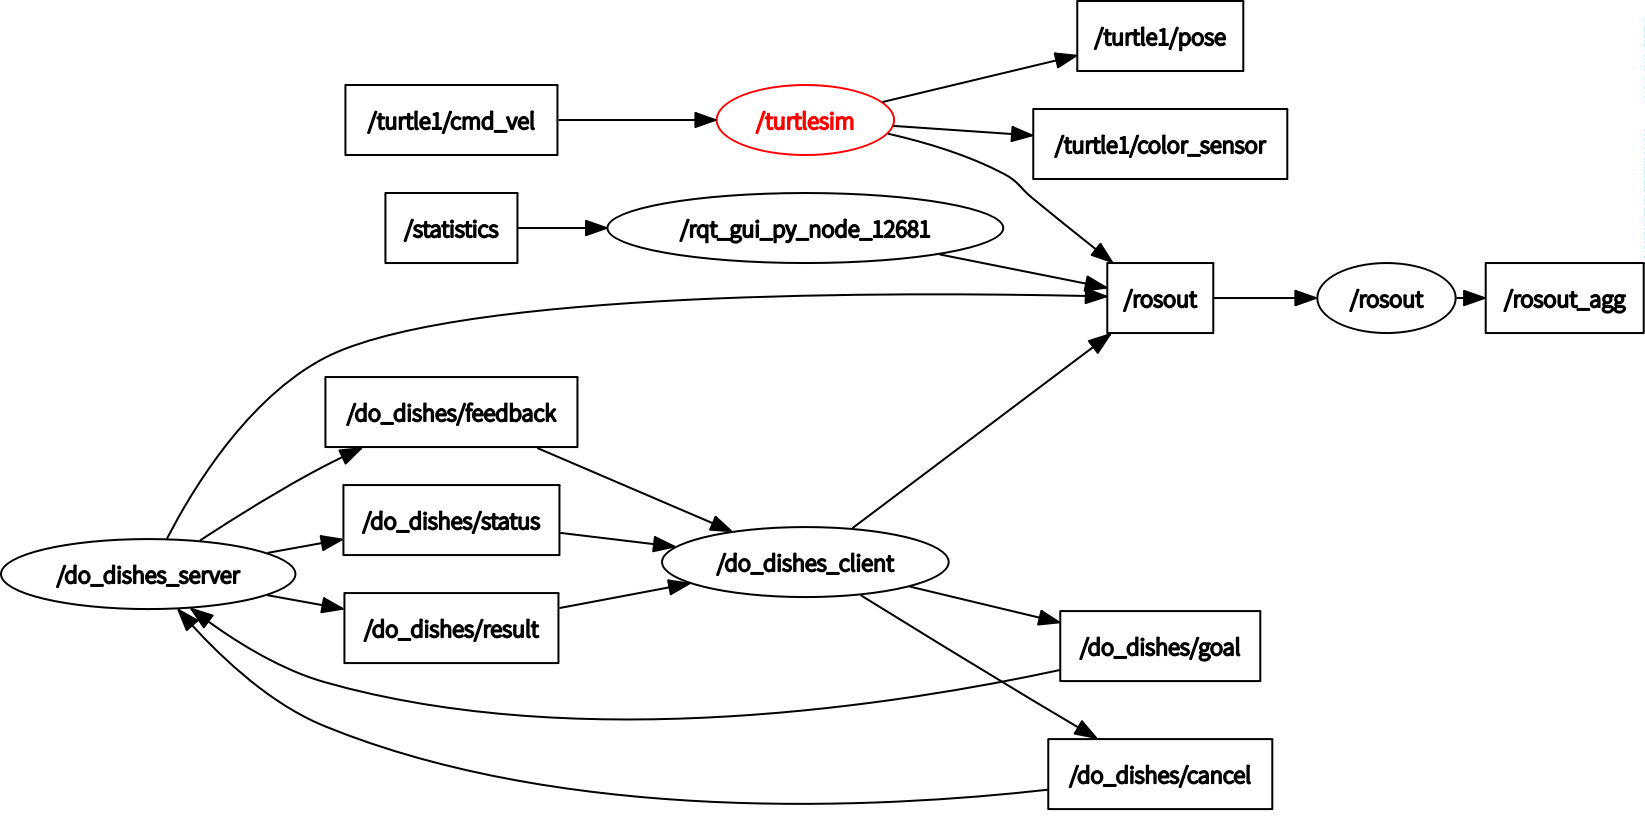 /turtle1/pose
/turtle1/cmd_vel
/turtlesim
/turtle1/color_sensor
/statistics
/rqt_gui_py_node_12681
/rosout
/rosout
/rosout_agg
/do_dishes/feedback
/do_dishes/status
/do_dishes_server
/do_dishes_client
/do_dishes/result
/do_dishes/goal
/do_dishes/cancel